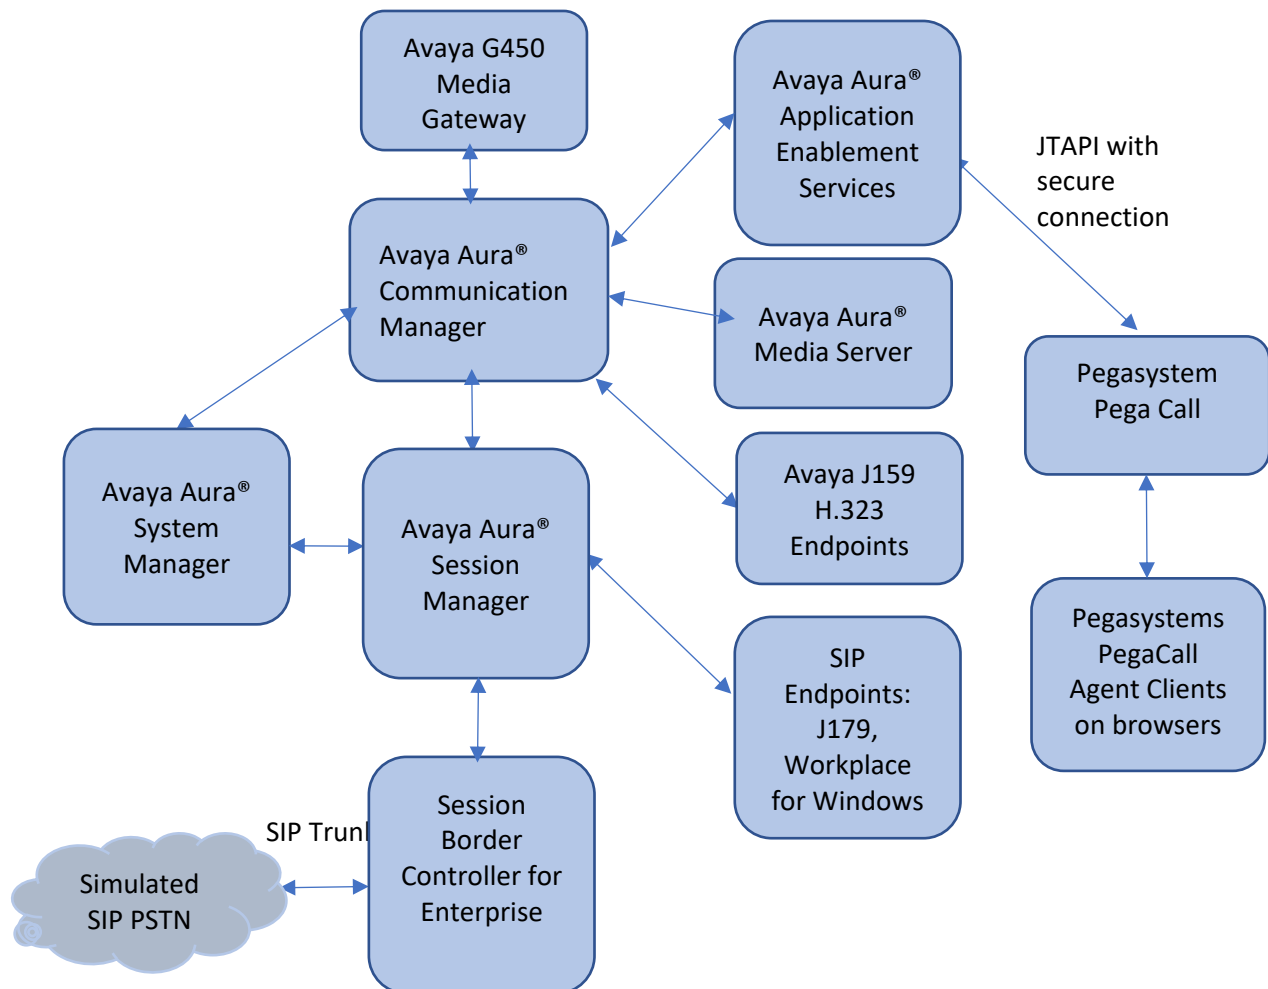 Avaya G450
Media
Gateway
Avaya Aura®
Application
Enablement
Services
JTAPI with
secure
connection
Avaya Aura®
Communication
Manager
Avaya Aura®
Media Server
Pegasystem
Pega Call
Avaya Aura®
System
Manager
Avaya Aura®
Session
Manager
Avaya J159
H.323
Endpoints
Pegasystems
PegaCall
Agent Clients
on browsers
SIP
Endpoints:
J179,
Workplace
for Windows
SIP Trunk
Session
Border
Controller for
Enterprise
Simulated
SIP PSTN